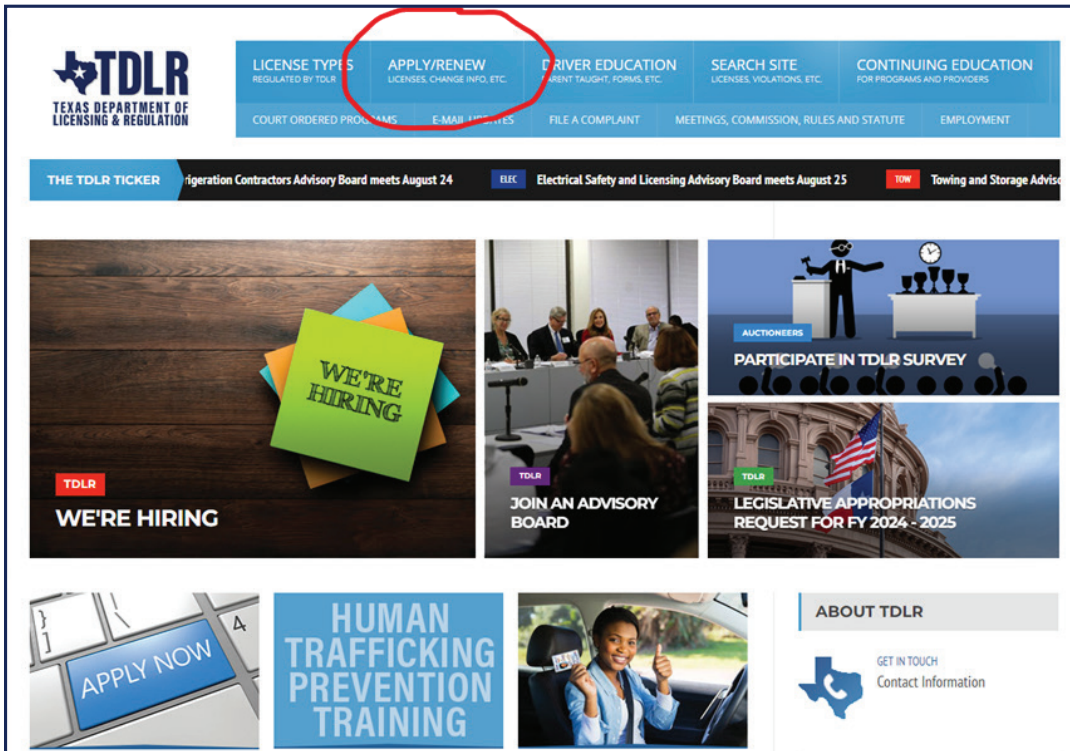 TDLR
TEXAS DEPARTMENT OF
LICENSING & REGULATION
LICENSE TYPES
REGULATED BY TDLR
APPLY/RENEW
LICENSES, CHANGE INFO, ETC.
DRIVER EDUCATION
PARENT TAUGHT, FORMS, ETC.
SEARCH SITE
LICENSES, VIOLATIONS, ETC.
CONTINUING EDUCATION
FOR PROGRAMS AND PROVIDERS
COURT ORDERED PROGRAMS E-MAIL UPDATES FILE A COMPLAINT MEETINGS, COMMISSION, RULES AND STATUTE EMPLOYMENT
THE TDLR TICKER rigeration Contractors Advisory Board meets August 24 ELEC Electrical Safety and Licensing Advisory Board meets August 25 TOW Towing and Storage Adviso
WE'RE
HIRING
TDLR
WE'RE HIRING
TDLR
JOIN AN ADVISORY
BOARD
AUCTIONEERS
PARTICIPATE IN TDLR SURVEY
TDLR
LEGISLATIVE APPROPRIATIONS
REQUEST FOR FY 2024 - 2025
}
]
|
\
4
APPLY NOW
HUMAN
TRAFFICKING
PREVENTION
TRAINING
ABOUT TDLR
GET IN TOUCH
Contact Information